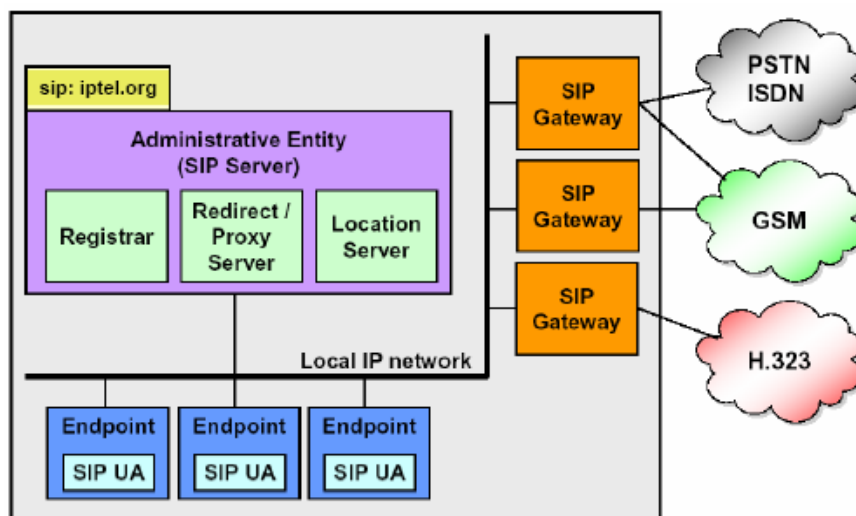 sip: iptel.org
Administrative Entity
(SIP Server)
Registrar
Redirect /
Proxy
Server
Location
Server
SIP
Gateway
SIP
Gateway
SIP
Gateway
PSTN
ISDN
GSM
H.323
Local IP network
Endpoint
SIP UA
Endpoint
SIP UA
Endpoint
SIP UA